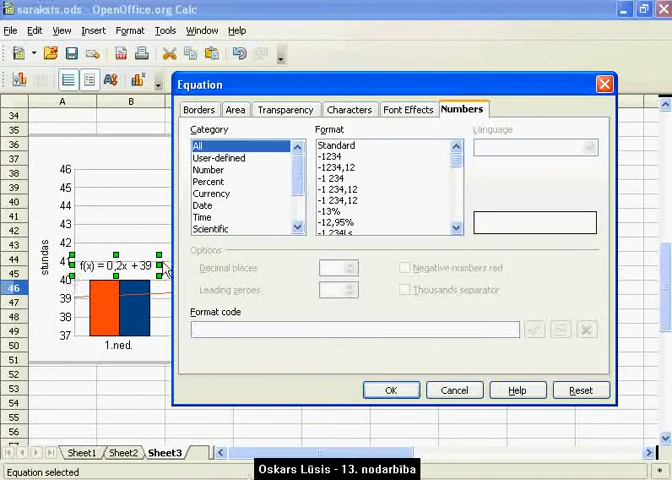 saraksts.ods - OpenOffice.org Calc
File Edit View Insert Format Tools Window Help
A B
34
35
36
37
38
39
40
41
42
43
44
45
46
47
48
49
50
51
52
53
54
55
56
57
46
45
44
43
42
41
40
39
38
37
stundas
f(x) = 0,2x + 39
1.ned.
Equation
Borders Area Transparency Characters Font Effects Numbers
Category Format Language
All
User-defined
Number
Percent
Currency
Date
Time
Scientific
Standard
-1234
-1234,12
-1 234
-1 234,12
-1 234,12
-13%
-12,95%
-1 234Ls
Options
Decimal places
Leading zeroes
Negative numbers red
Thousands separator
Format code
OK Cancel Help Reset
Sheet1 Sheet2 Sheet3
Equation selected
*
Oskars Lūsis - 13. nodarbība